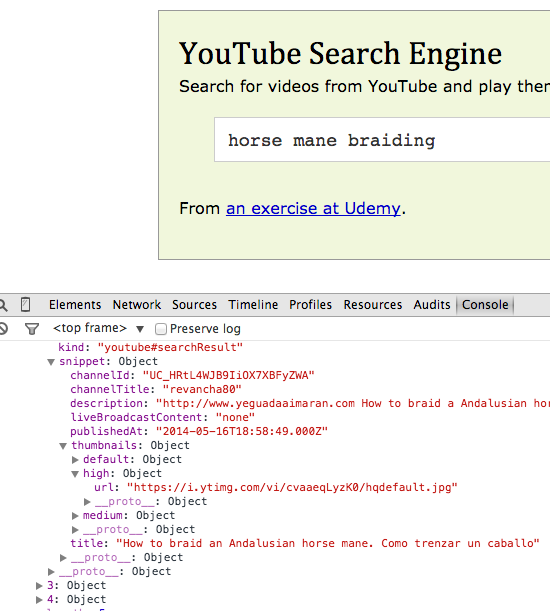 YouTube Search Engine
Search for videos from YouTube and play
horse mane braiding
From an exercise at Udemy.
Elements Network Sources Timeline Profiles Resources Audits Console
<top frame> ▼ Preserve log
kind: "youtube#searchResult"
▼ snippet: Object
channelId: "UC_HRtL4WJB9IiOX7XBFyZWA"
channelTitle: "revancha80"
description: "http://www.yeguadaaimaran.com How to braid a Andalusian
liveBroadcastContent: "none"
publishedAt: "2014-05-16T18:58:49.000Z"
▼ thumbnails: Object
▶ default: Object
▼ high: Object
url: "https://i.ytimg.com/vi/cvaaeqLyzK0/hqdefault.jpg"
▶ __proto__: Object
▶ medium: Object
▶ __proto__: Object
title: "How to braid an Andalusian horse mane. Como trenzar un caballo"
▶ __proto__: Object
▶ __proto__: Object
▶ 3: Object
▶ 4: Object